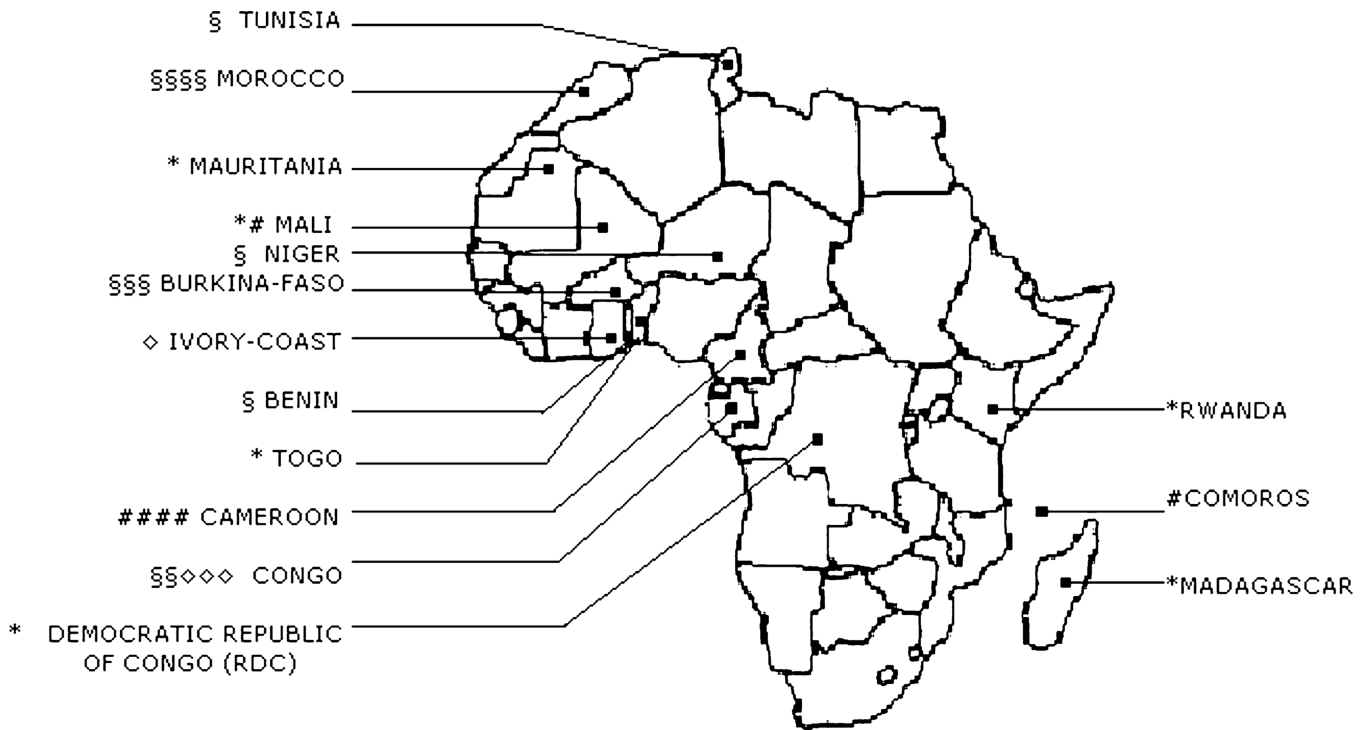 § TUNISIA
§§§§ MOROCCO
* MAURITANIA
*# MALI
§ NIGER
§§§ BURKINA-FASO
◇ IVORY-COAST
§ BENIN
* TOGO
#### CAMEROON
§§◇◇◇ CONGO
* DEMOCRATIC REPUBLIC
OF CONGO (RDC)
*RWANDA
#COMOROS
*MADAGASCAR